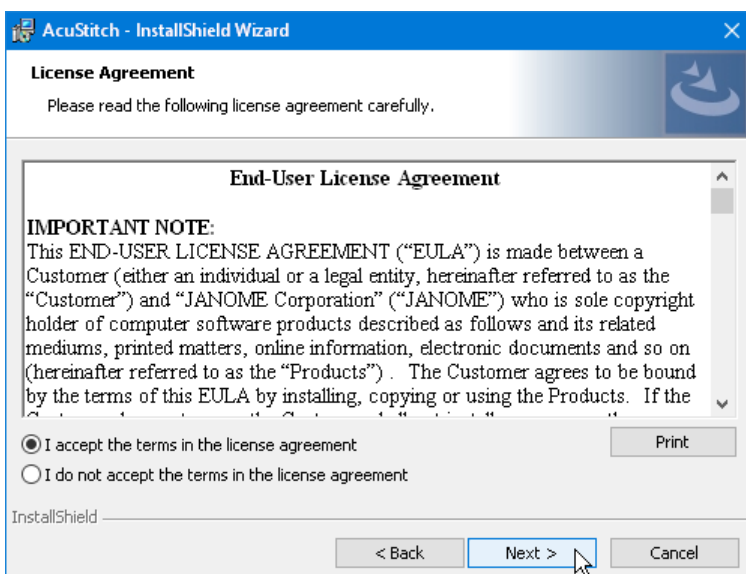 AcuStitch - InstallShield Wizard
License Agreement
Please read the following license agreement carefully.
End-User License Agreement
IMPORTANT NOTE:
This END-USER LICENSE AGREEMENT (“EULA”) is made between a
Customer (either an individual or a legal entity, hereinafter referred to as the
“Customer”) and “JANOME Corporation” (“JANOME”) who is sole copyright
holder of computer software products described as follows and its related
mediums, printed matters, online information, electronic documents and so on
(hereinafter referred to as the “Products”) .   The Customer agrees to be bound
by the terms of this EULA by installing, copying or using the Products.   If the
I accept the terms in the license agreement
Print
I do not accept the terms in the license agreement
InstallShield
< Back
Next >
Cancel